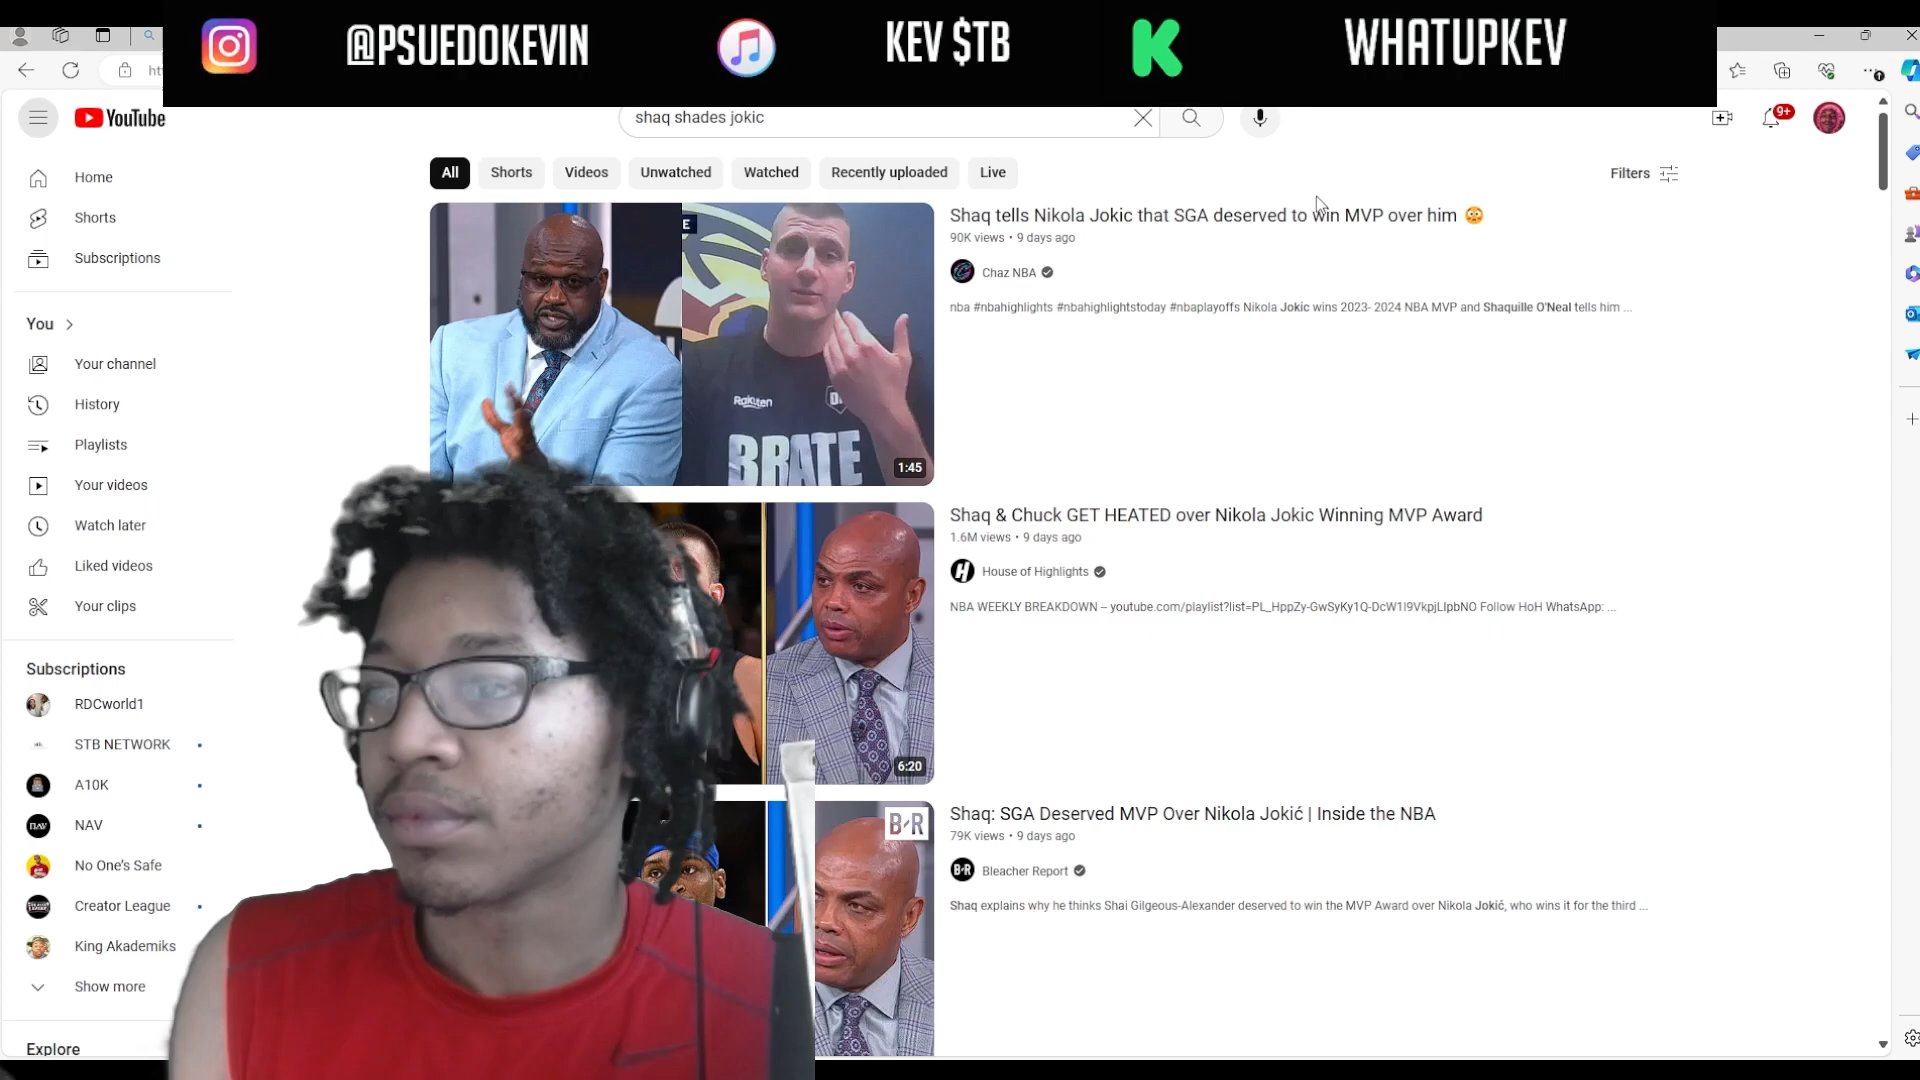 @PSUEDOKEVIN
KEV $TB
WHATUPKEV
YouTube
shaq shades jokic
9+
All
Shorts
Videos
Unwatched
Watched
Recently uploaded
Live
Filters
Home
Shorts
Subscriptions
You
Your channel
History
Playlists
Your videos
Watch later
Liked videos
Your clips
Subscriptions
RDCworld1
STB NETWORK
A10K
NAV
No One's Safe
Creator League
King Akademiks
Show more
Explore
E
Rakuten
BRATE
1:45
Shaq tells Nikola Jokic that SGA deserved to win MVP over him 😳
90K views • 9 days ago
Chaz NBA
nba #nbahighlights #nbahighlightstoday #nbaplayoffs Nikola Jokic wins 2023- 2024 NBA MVP and Shaquille O'Neal tells him ...
6:20
Shaq & Chuck GET HEATED over Nikola Jokic Winning MVP Award
1.6M views • 9 days ago
House of Highlights
NBA WEEKLY BREAKDOWN – youtube.com/playlist?list=PL_HppZy-GwSyKy1Q-DcW1I9VkpjLIpbNO Follow HoH WhatsApp: ...
B/R
Shaq: SGA Deserved MVP Over Nikola Jokić | Inside the NBA
79K views • 9 days ago
B/R
Bleacher Report
Shaq explains why he thinks Shai Gilgeous-Alexander deserved to win the MVP Award over Nikola Jokić, who wins it for the third ...